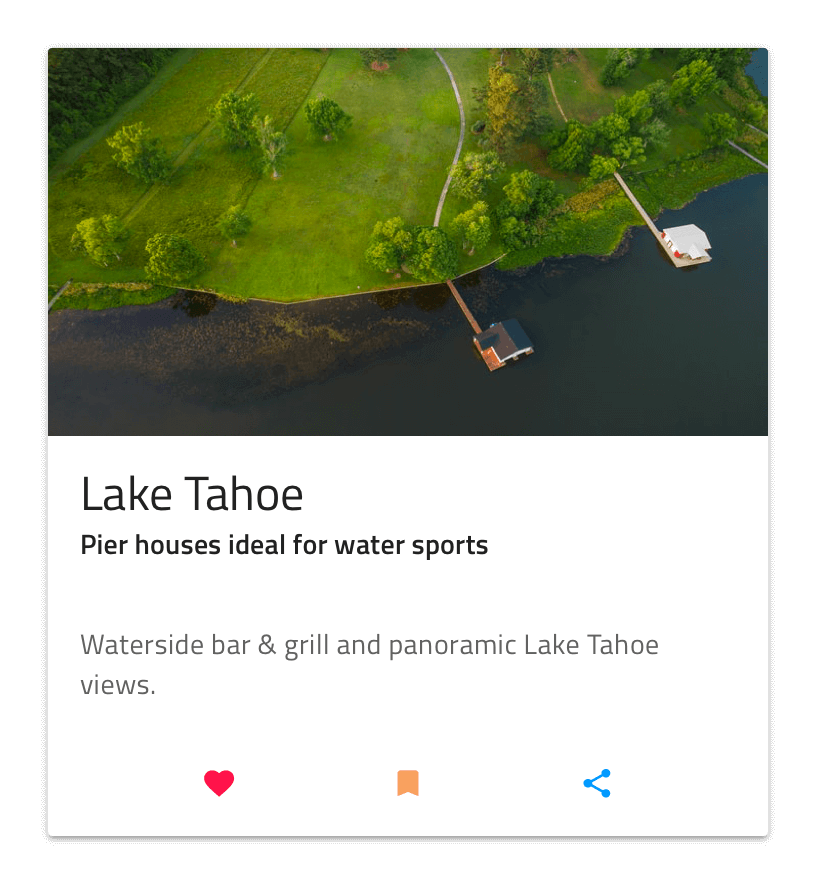 Lake Tahoe
Pier houses ideal for water sports
Waterside bar & grill and panoramic Lake Tahoe
views.